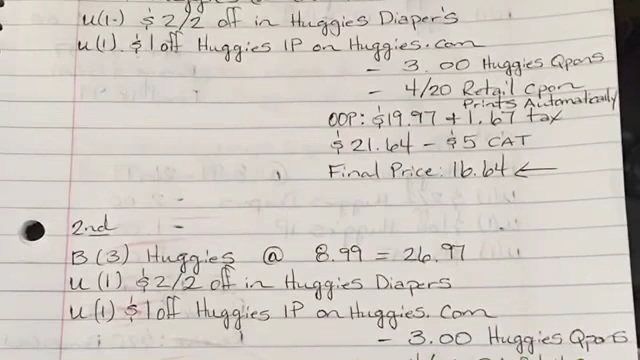 u(1-) $2/2 off in Huggies Diaper's
u(1) $1 off Huggies IP on Huggies.com
- 3.00 Huggies Qpons
- 4/20 Retail Cpon
Prints Automatically
OOP: $19.97 + 1.67 tax
$21.64 - $5 CAT
Final Price: 16.64 ←
2nd -
B(3) Huggies @ 8.99 = 26.97
u(1) $2/2 off in Huggies Diapers
u(1) $1 off Huggies IP on Huggies.Com
- 3.00 Huggies Qpons